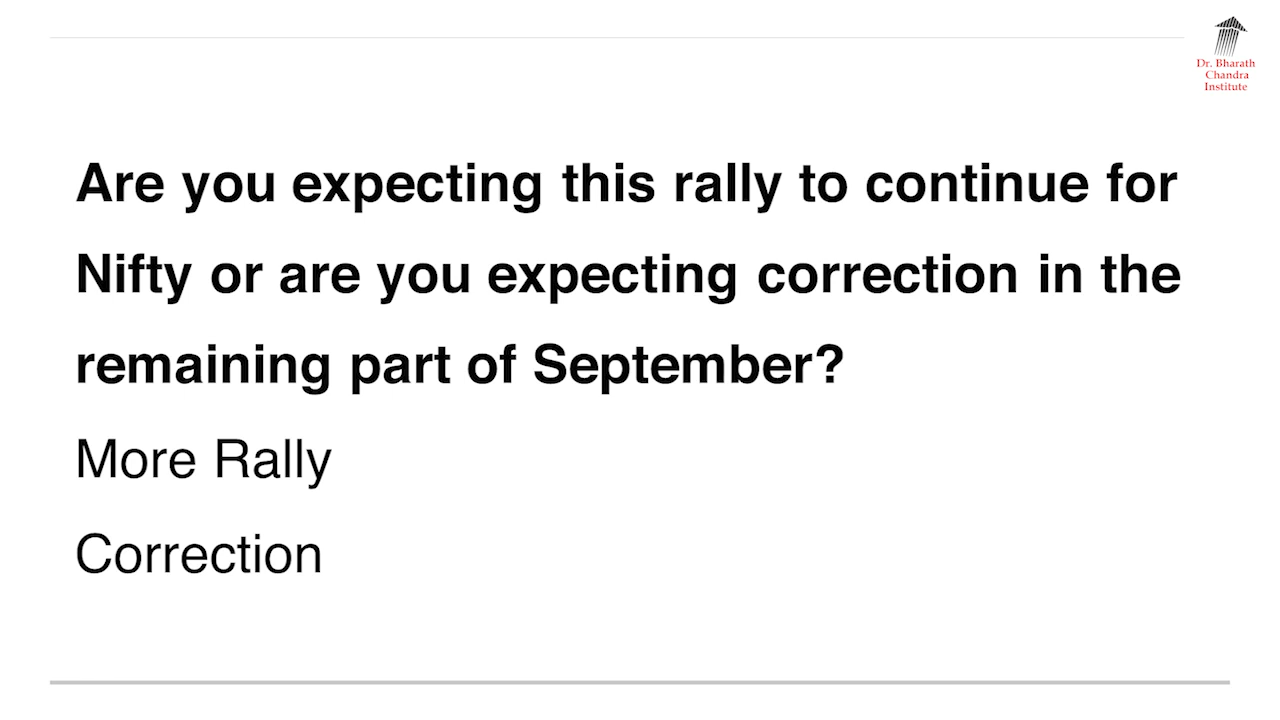 Dr. Bharath
Chandra
Institute
Are you expecting this rally to continue for
Nifty or are you expecting correction in the
remaining part of September?
More Rally
Correction